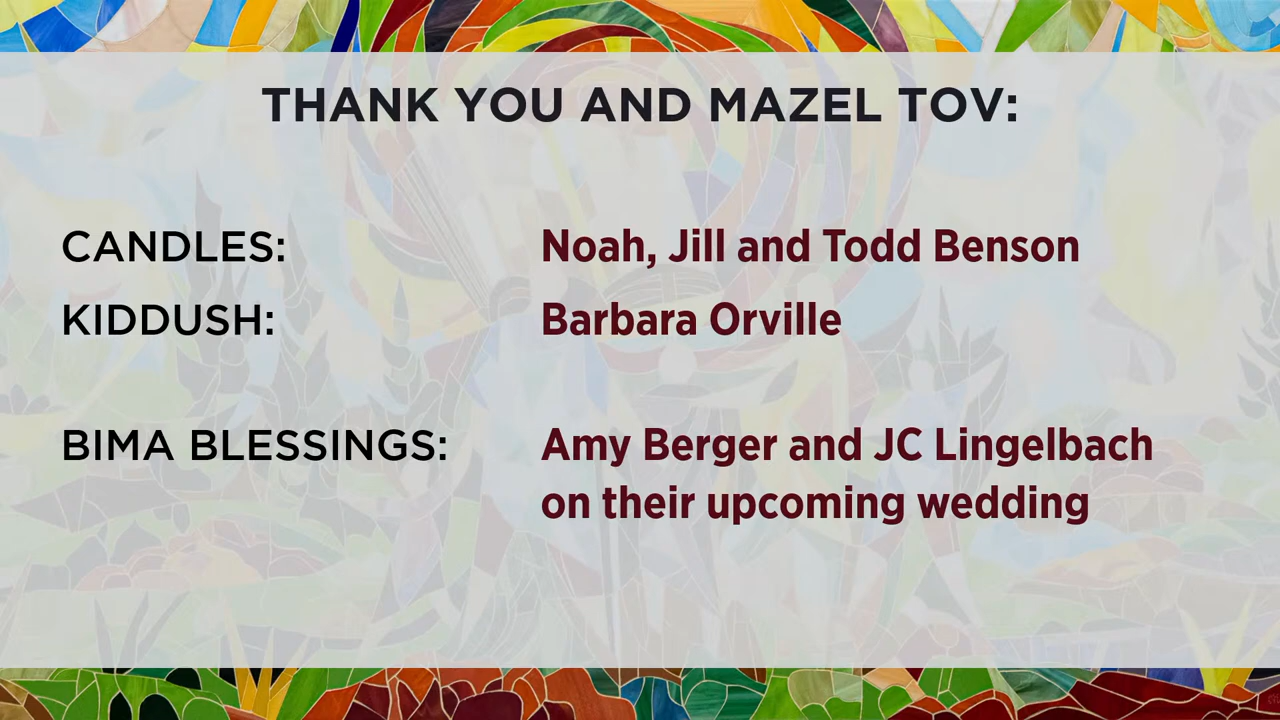 THANK YOU AND MAZEL TOV:
CANDLES: Noah, Jill and Todd Benson
KIDDUSH: Barbara Orville
BIMA BLESSINGS: Amy Berger and JC Lingelbach
on their upcoming wedding